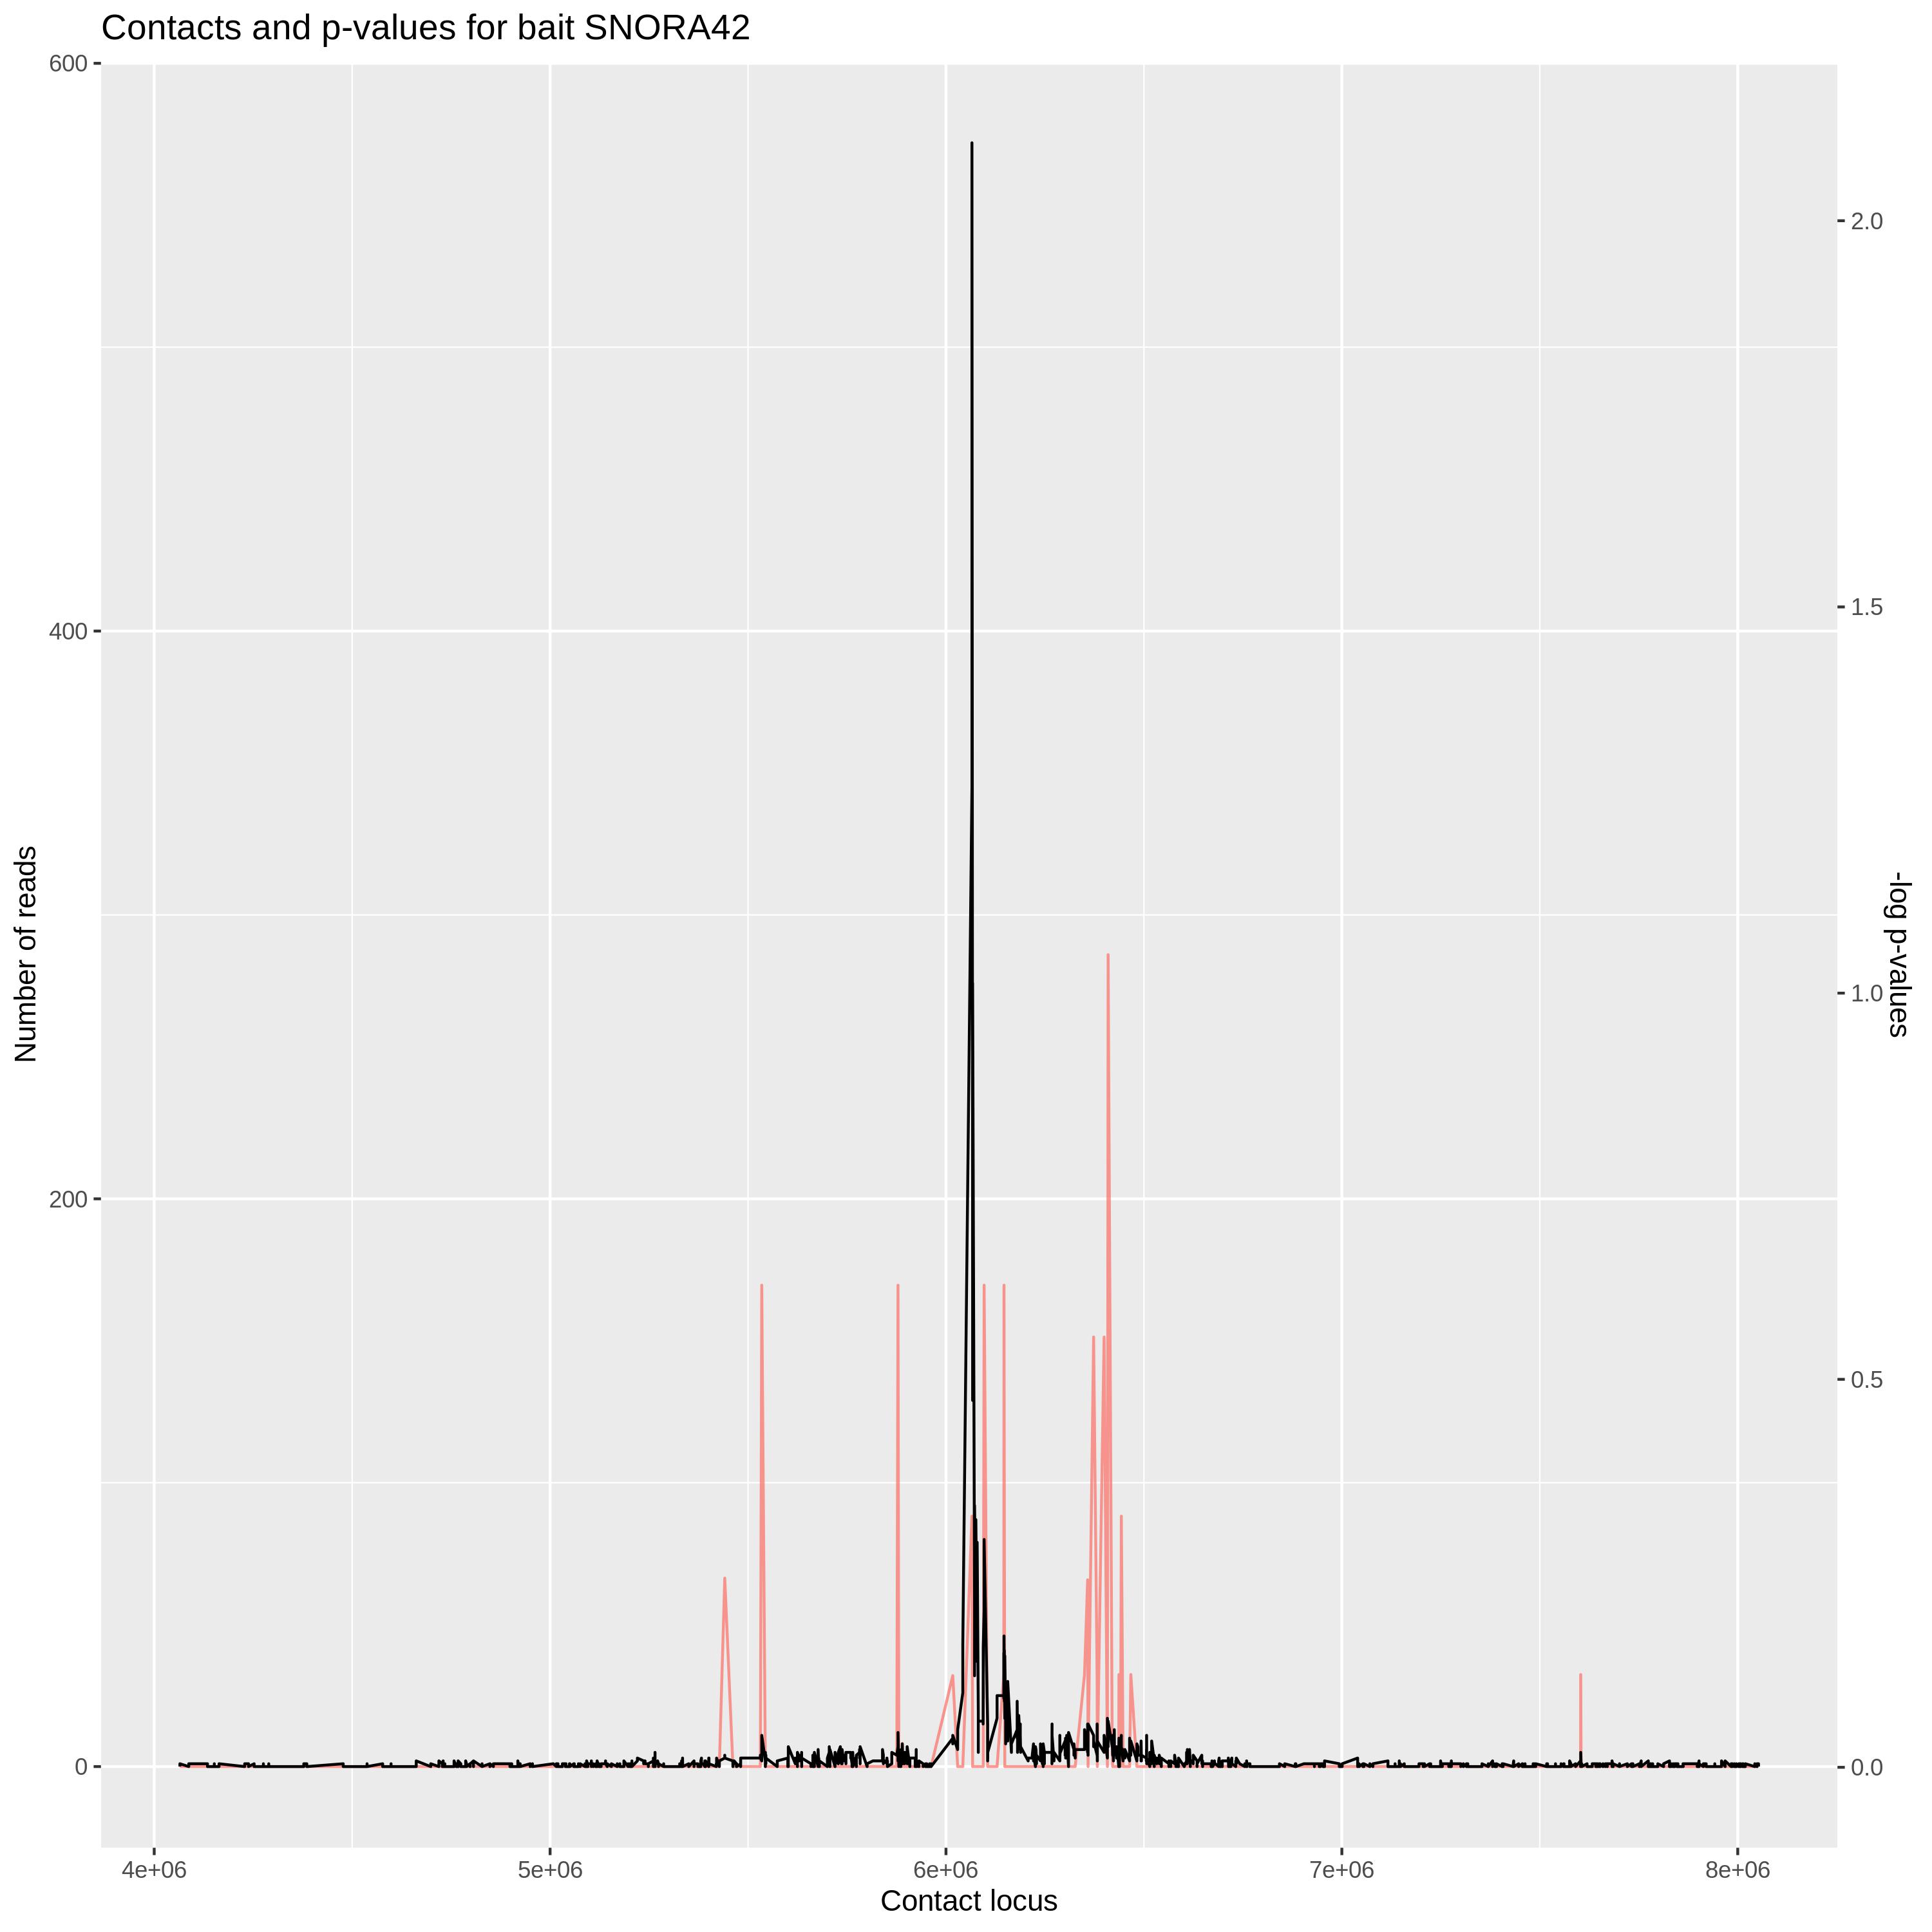 Contacts and p-values for bait SNORA42
600
400
200
0
Number of reads
2.0
1.5
1.0
0.5
0.0
-log p-values
4e+06
5e+06
6e+06
7e+06
8e+06
Contact locus